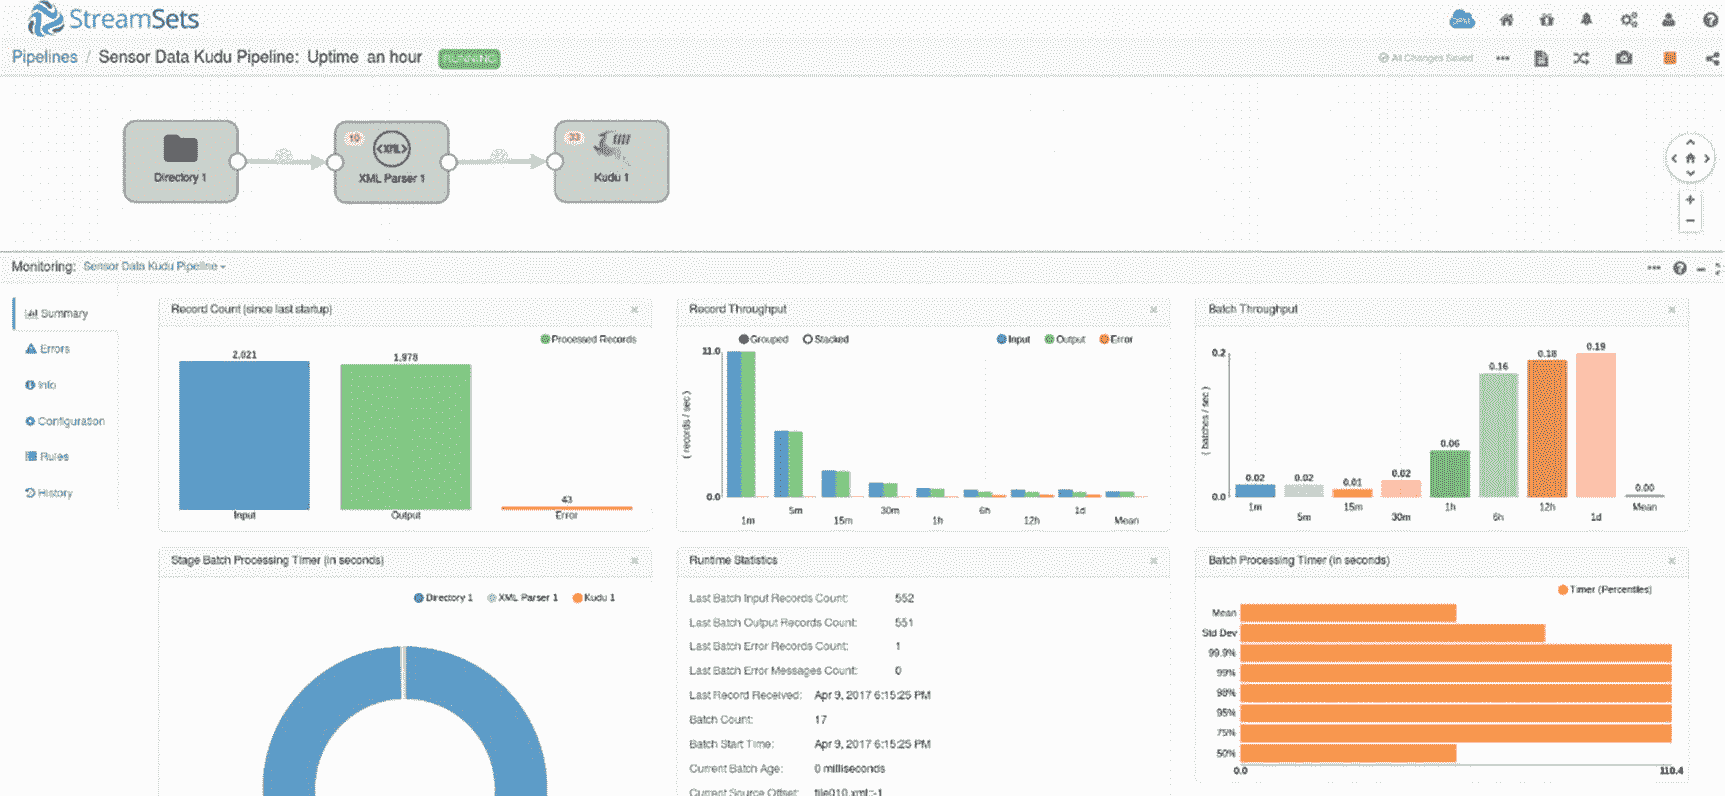 StreamSets
Pipelines / Sensor Data Kudu Pipeline: Uptime an hour RUNNING
All Changes Saved
10
33
Directory 1
XML Parser 1
Kudu 1
<XML>
Monitoring: Sensor Data Kudu Pipeline
Summary
Errors
Info
Configuration
Rules
History
Record Count (since last startup)
Processed Records
2,021
1,978
43
Input
Output
Error
Record Throughput
Grouped
Stacked
Input
Output
Error
11.0
( records / sec )
0.0
1m
5m
15m
30m
1h
6h
12h
1d
Mean
Batch Throughput
0.2
( batches / sec )
0.0
0.02
0.02
0.01
0.02
0.06
0.16
0.18
0.19
0.00
1m
5m
15m
30m
1h
6h
12h
1d
Mean
Stage Batch Processing Timer (in seconds)
Directory 1
XML Parser 1
Kudu 1
Runtime Statistics
Last Batch Input Records Count: 552
Last Batch Output Records Count: 551
Last Batch Error Records Count: 1
Last Batch Error Messages Count: 0
Last Record Received: Apr 9, 2017 6:15:25 PM
Batch Count: 17
Batch Start Time: Apr 9, 2017 6:15:25 PM
Current Batch Age: 0 milliseconds
Current Source Offset: file010.xml::-1
Batch Processing Timer (in seconds)
Timer (Percentiles)
Mean
Std Dev
99.9%
99%
98%
95%
75%
50%
0.0
110.4